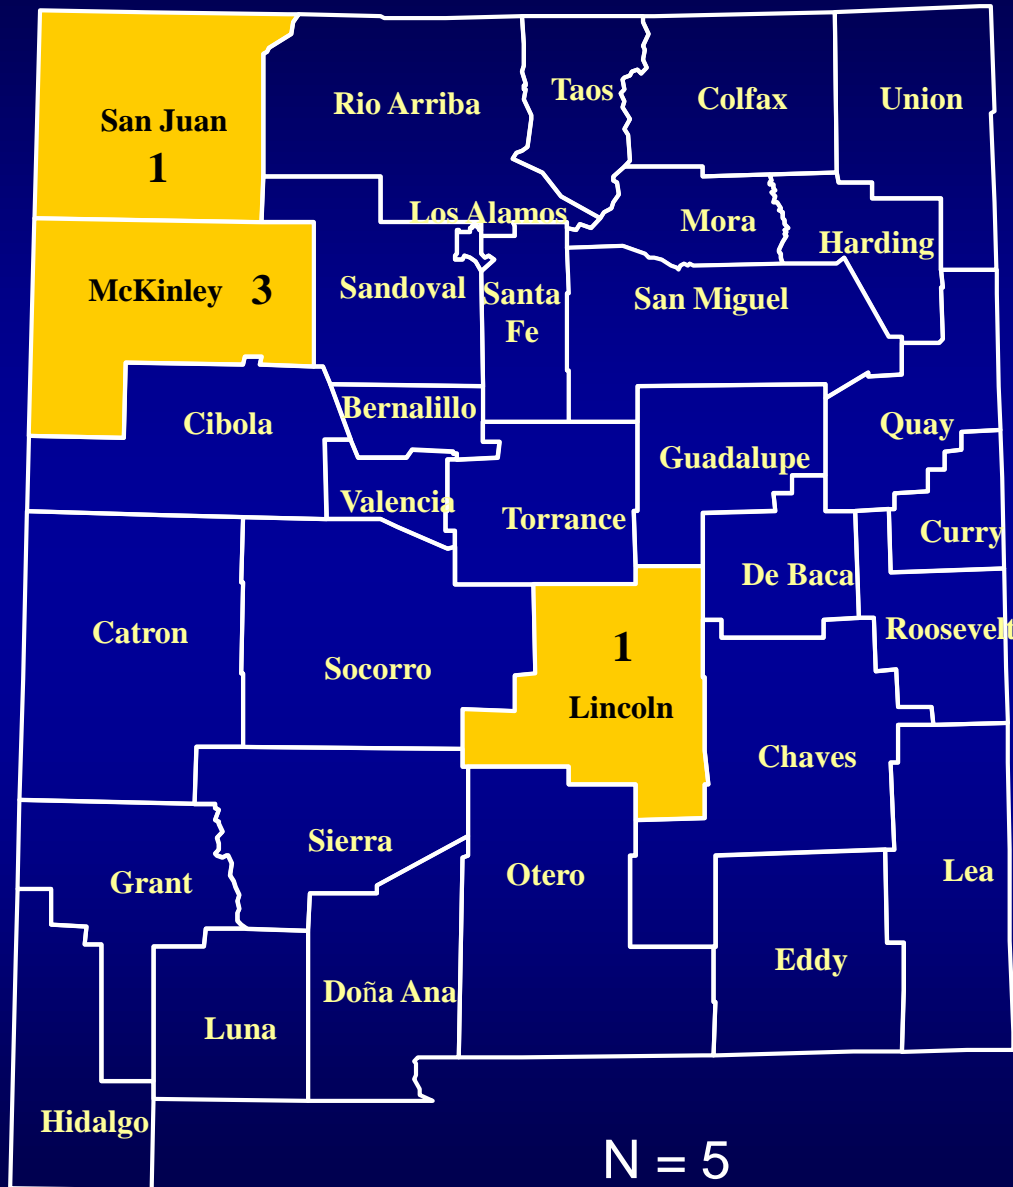 Rio Arriba
Taos
Colfax
Union
San Juan
1
Los Alamos
Mora
Harding
McKinley 3
Sandoval
Santa
Fe
San Miguel
Cibola
Bernalillo
Guadalupe
Quay
Valencia
Torrance
Curry
De Baca
Catron
Socorro
1
Lincoln
Roosevelt
Chaves
Sierra
Grant
Otero
Lea
Doña Ana
Eddy
Luna
Hidalgo
N = 5